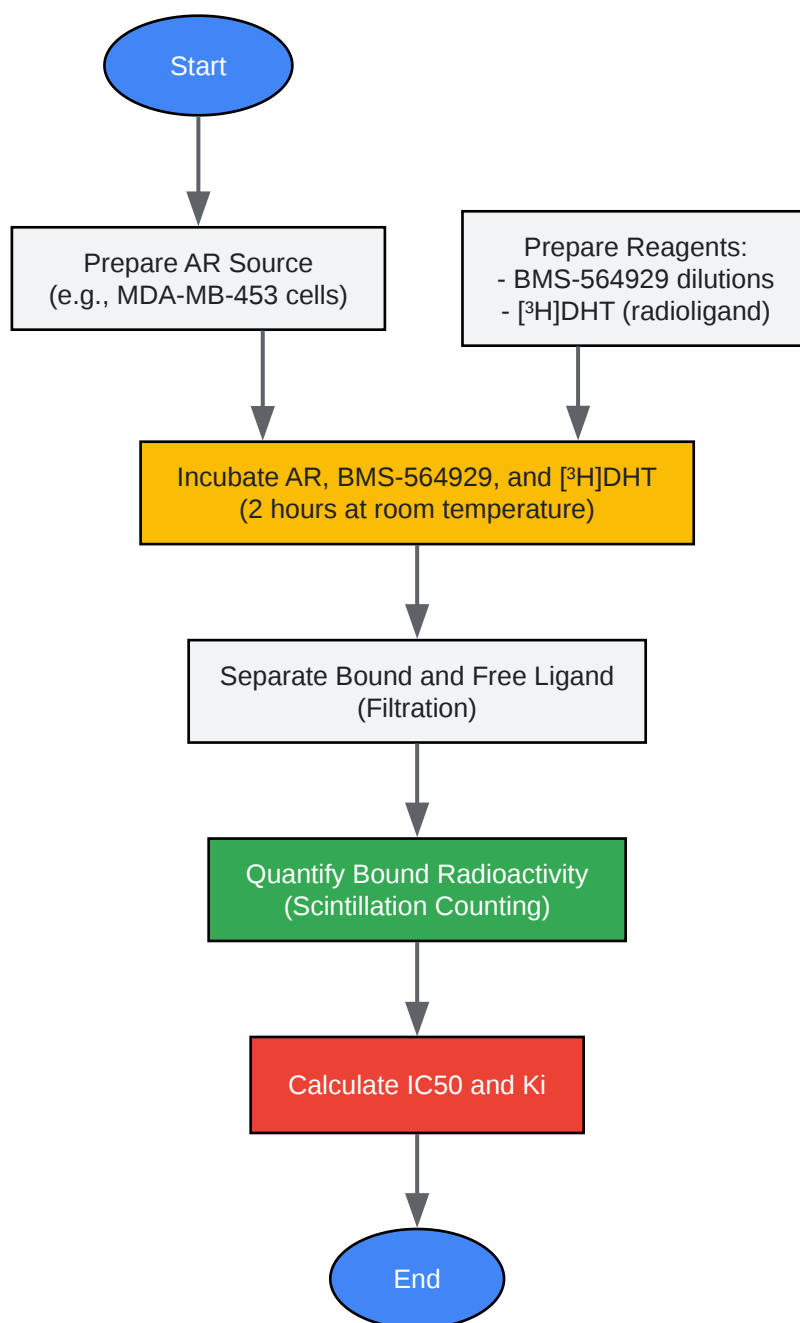 Start
Prepare AR Source
(e.g., MDA-MB-453 cells)
Prepare Reagents:
- BMS-564929 dilutions
- [³H]DHT (radioligand)
Incubate AR, BMS-564929, and [³H]DHT
(2 hours at room temperature)
Separate Bound and Free Ligand
(Filtration)
Quantify Bound Radioactivity
(Scintillation Counting)
Calculate IC50 and Ki
End